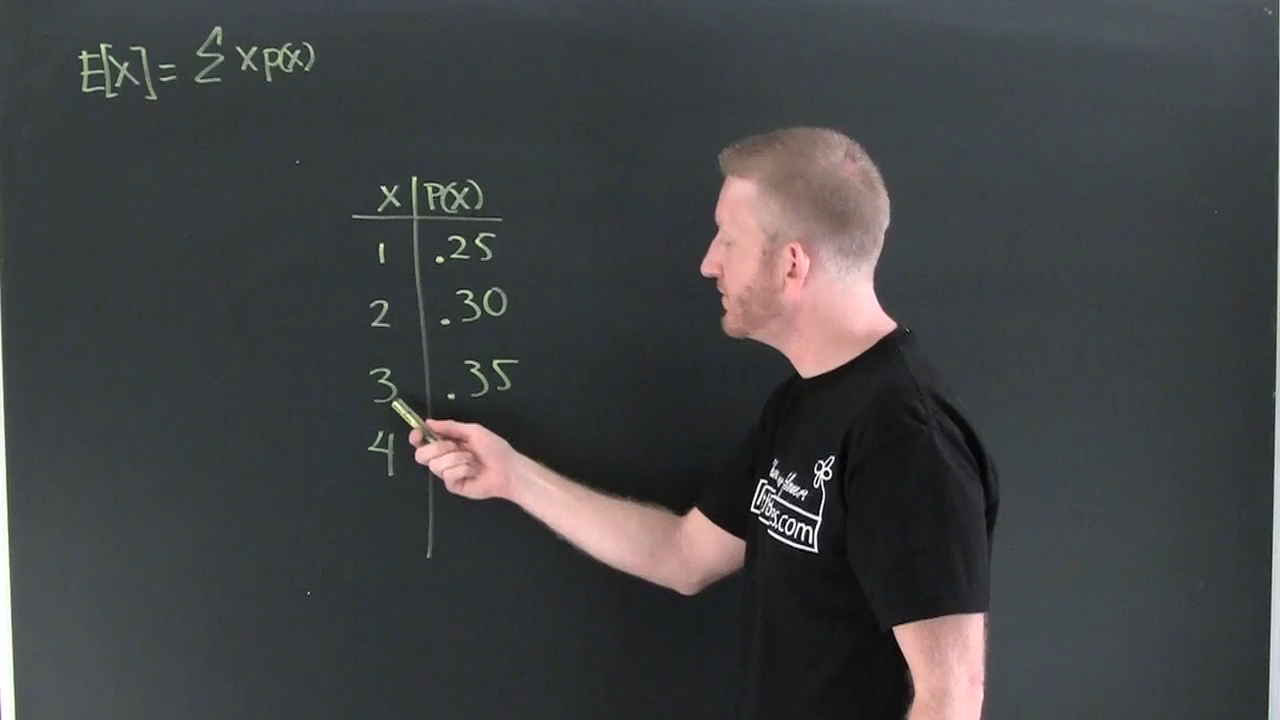 E[X] = Σ x p(x)
X P(X)
1 .25
2 .30
3 .35
4